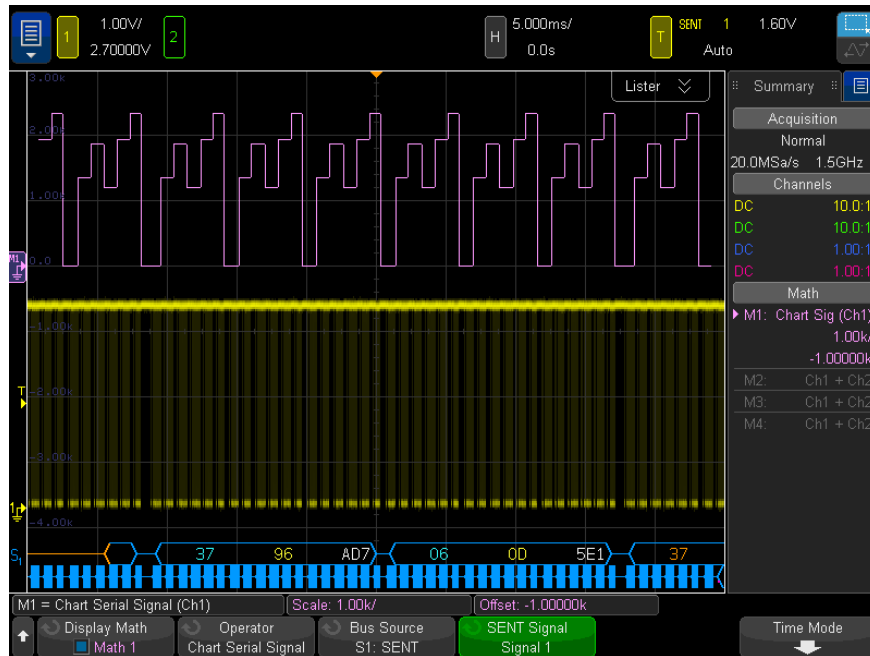 1 1.00V/ 2 H 5.000ms/ T SENT 1 1.60V
2.70000V 0.0s Auto
3.00k
Lister
2.00k
1.00k
M1 0.0
-1.00k
T -2.00k
-3.00k
1
-4.00k
S1 37 96 AD7 06 0D 5E1 37
Summary
Acquisition
Normal
20.0MSa/s 1.5GHz
Channels
DC 10.0:1
DC 10.0:1
DC 1.00:1
DC 1.00:1
Math
M1: Chart Sig (Ch1)
1.00k/
-1.00000k
M2: Ch1 + Ch2
M3: Ch1 + Ch2
M4: Ch1 + Ch2
M1 = Chart Serial Signal (Ch1) Scale: 1.00k/ Offset: -1.00000k
Display Math Operator Bus Source SENT Signal Time Mode
Math 1 Chart Serial Signal S1: SENT Signal 1